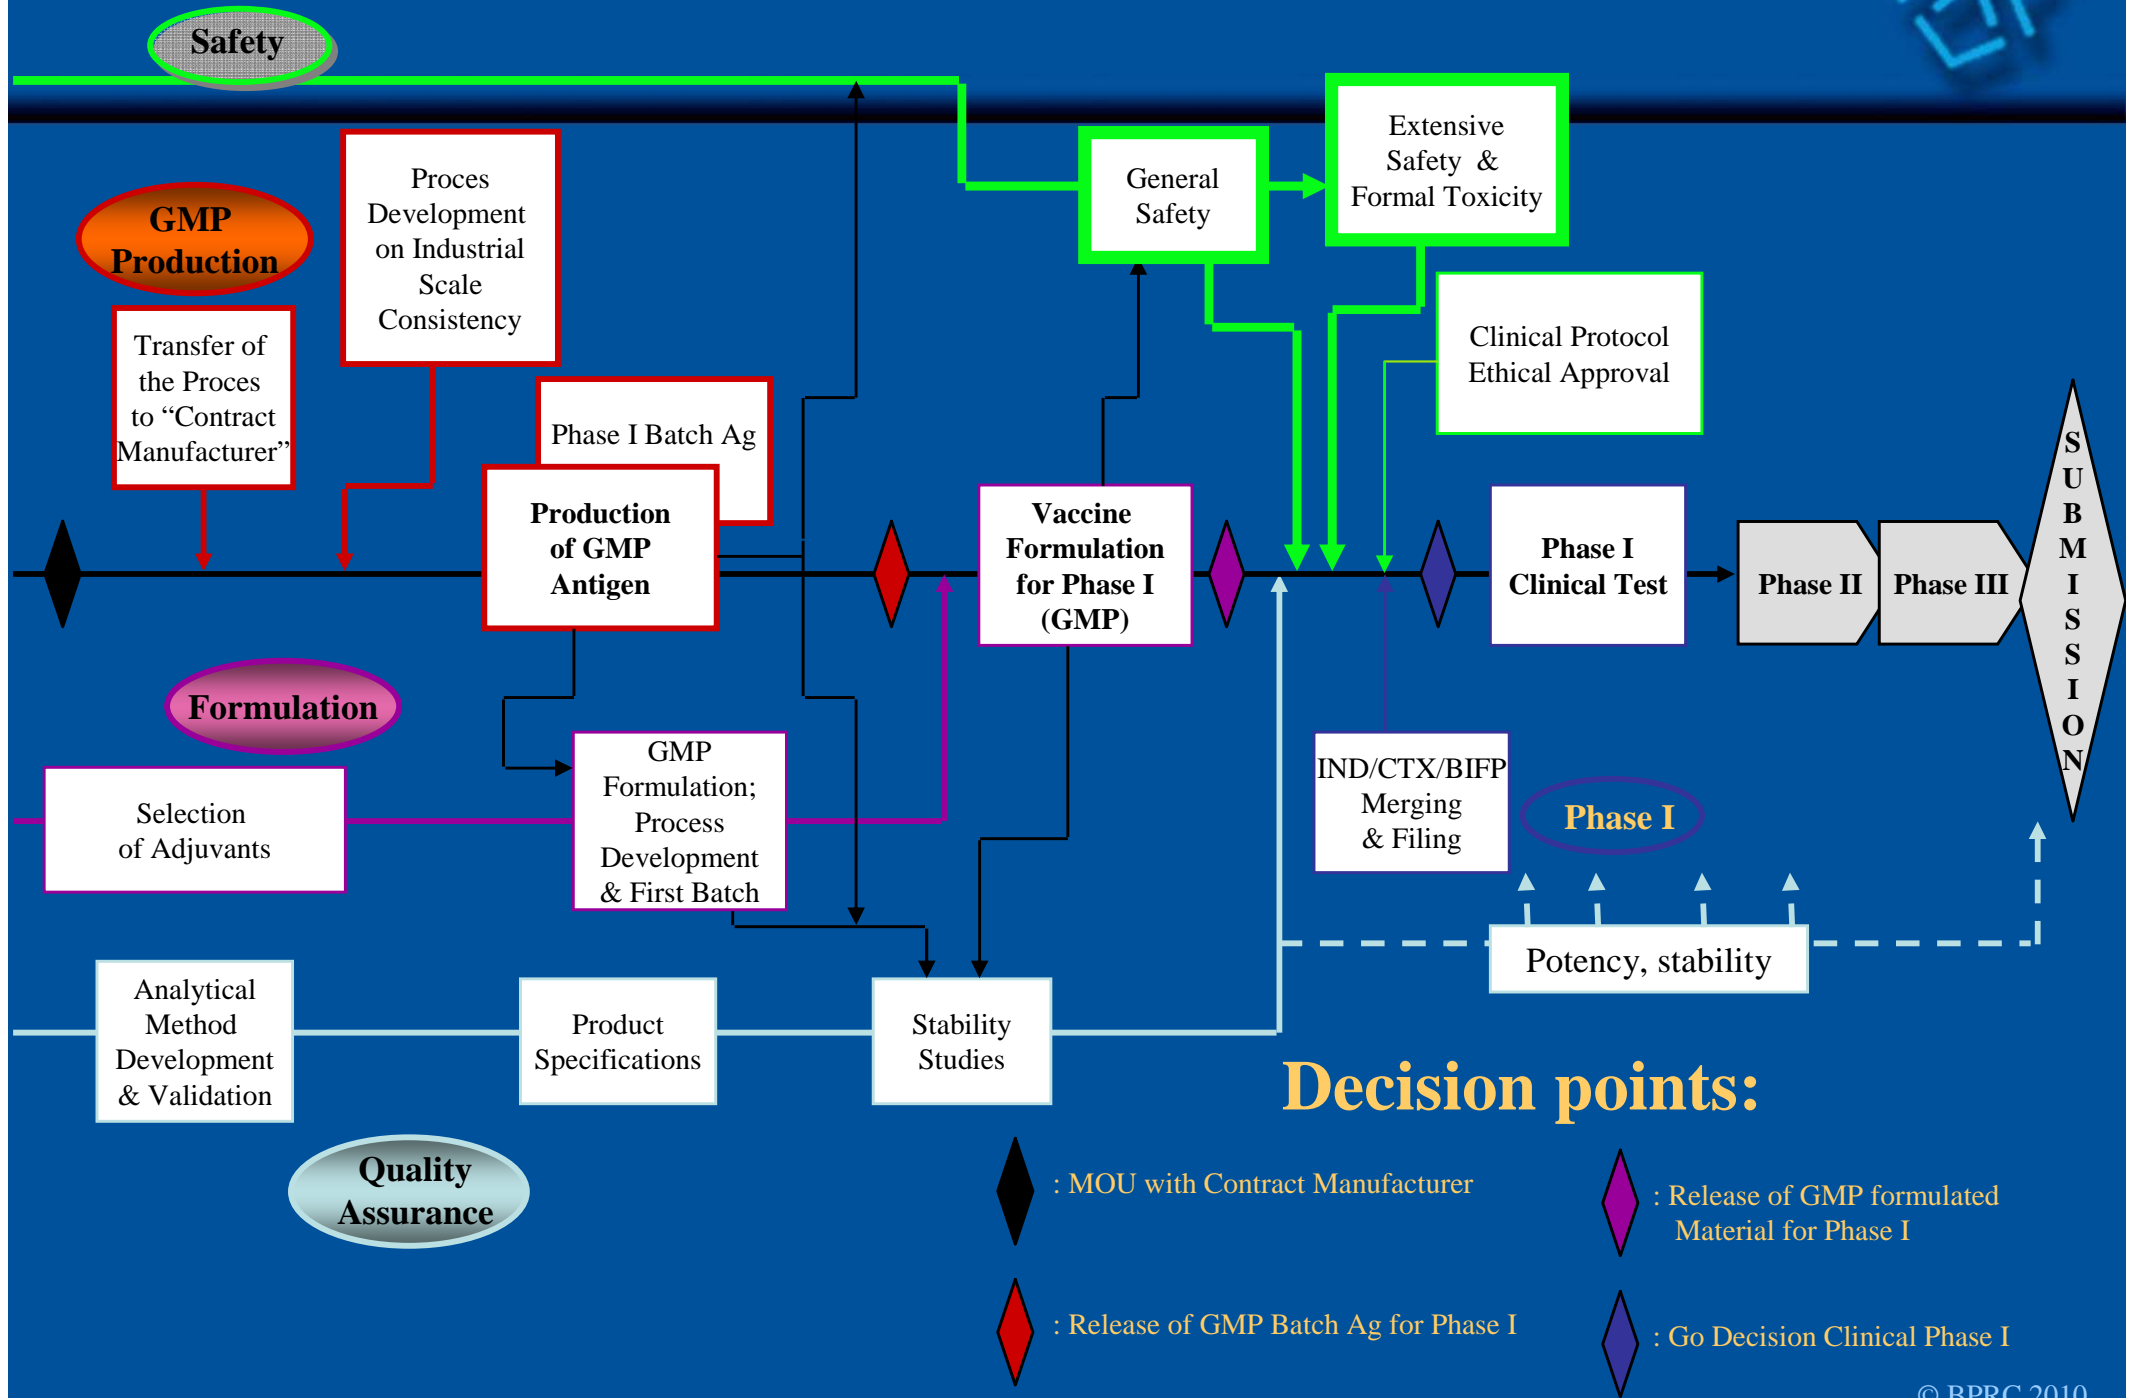 Safety
GMP
Production
Proces
Development
on Industrial
Scale
Consistency
Transfer of
the Proces
to “Contract
Manufacturer”
Phase I Batch Ag
Production
of GMP
Antigen
General
Safety
Extensive
Safety &
Formal Toxicity
Clinical Protocol
Ethical Approval
Vaccine
Formulation
for Phase I
(GMP)
Phase I
Clinical Test
Phase II
Phase III
S
U
B
M
I
S
S
I
O
N
Formulation
Selection
of Adjuvants
GMP
Formulation;
Process
Development
& First Batch
IND/CTX/BIFP
Merging
& Filing
Phase I
Potency, stability
Analytical
Method
Development
& Validation
Product
Specifications
Stability
Studies
Quality
Assurance
Decision points:
: MOU with Contract Manufacturer
: Release of GMP formulated
Material for Phase I
: Release of GMP Batch Ag for Phase I
: Go Decision Clinical Phase I
© BPRC 2010